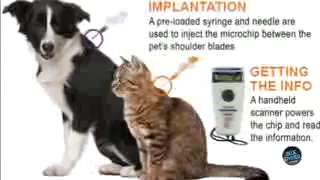 IMPLANTATION
A pre-loaded syringe and needle are
used to inject the microchip between the
pet's shoulder blades
GETTING
THE INFO
A handheld
scanner powers
the chip and read
the information.